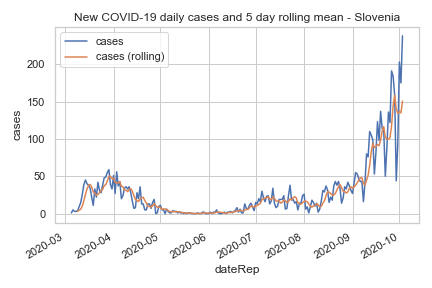 New COVID-19 daily cases and 5 day rolling mean - Slovenia
cases
cases (rolling)
200
150
100
50
0
cases
2020-03
2020-04
2020-05
2020-06
2020-07
2020-08
2020-09
2020-10
dateRep